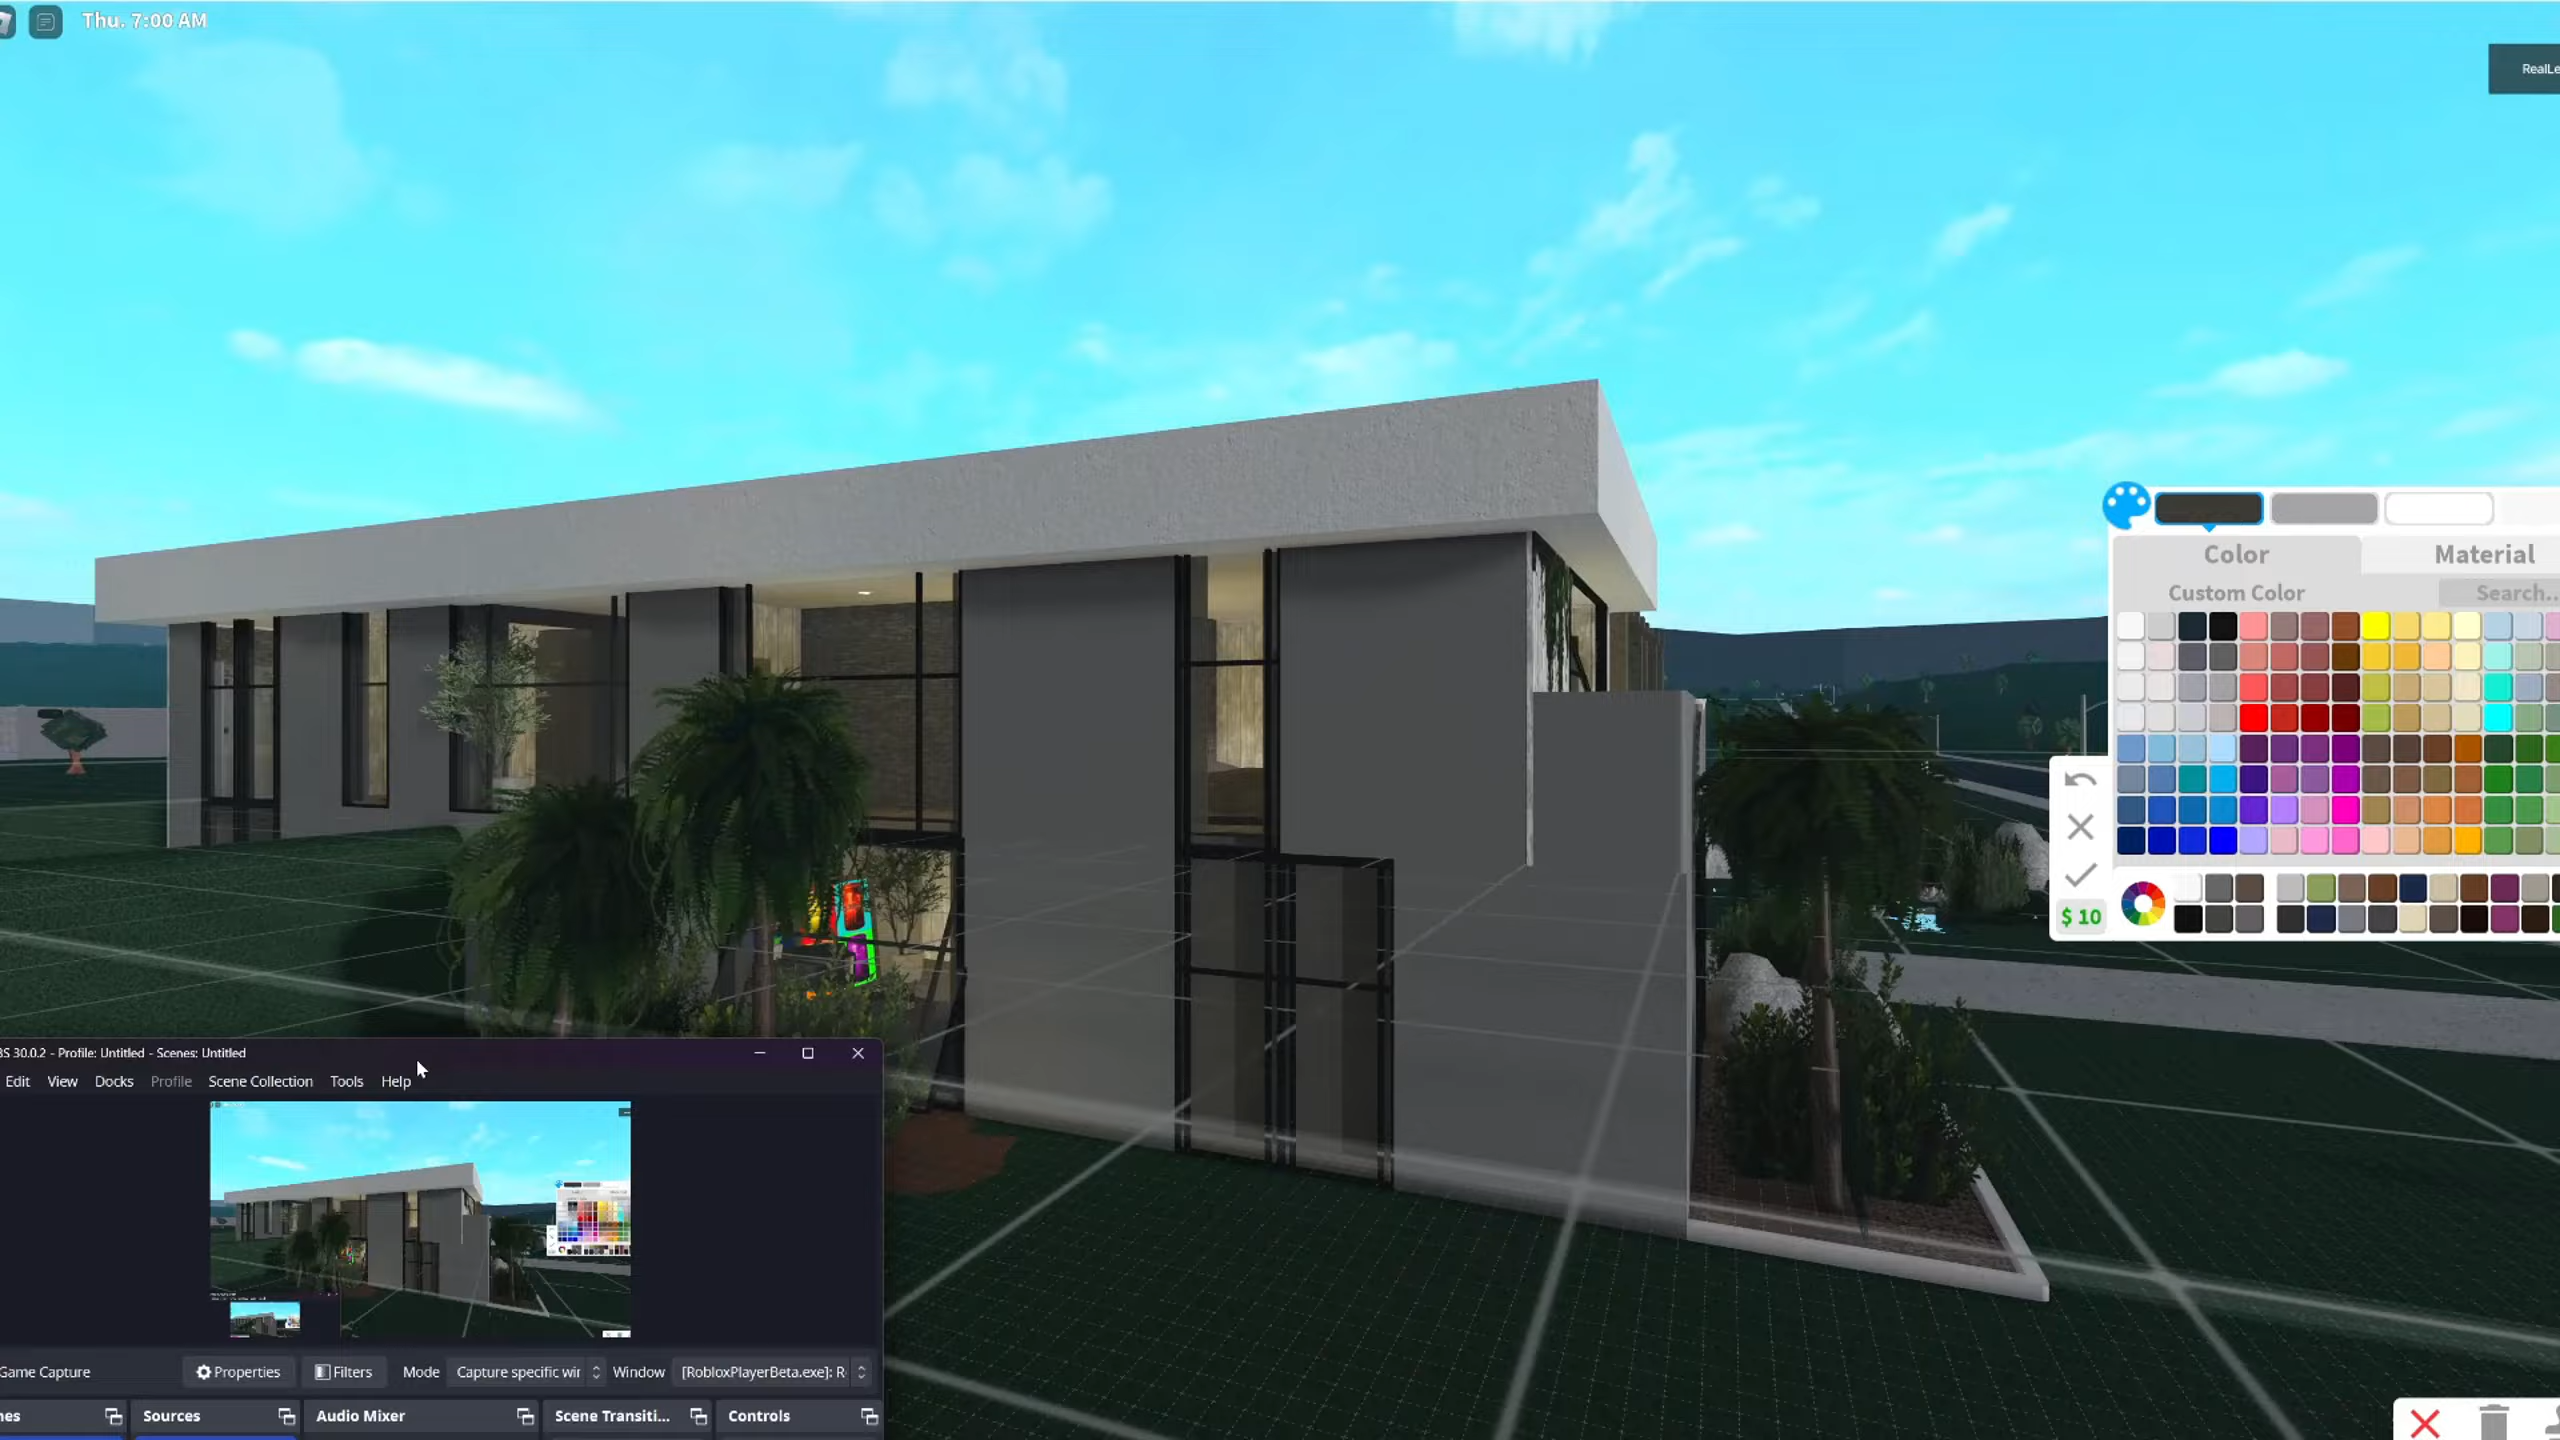 Thu. 7:00 AM
RealLe
Color
Material
Custom Color
Search..
$ 10
BS 30.0.2 - Profile: Untitled - Scenes: Untitled
Edit View Docks Profile Scene Collection Tools Help
Game Capture Properties Filters Mode Capture specific wir Window [RobloxPlayerBeta.exe]: R
nes Sources Audio Mixer Scene Transiti... Controls